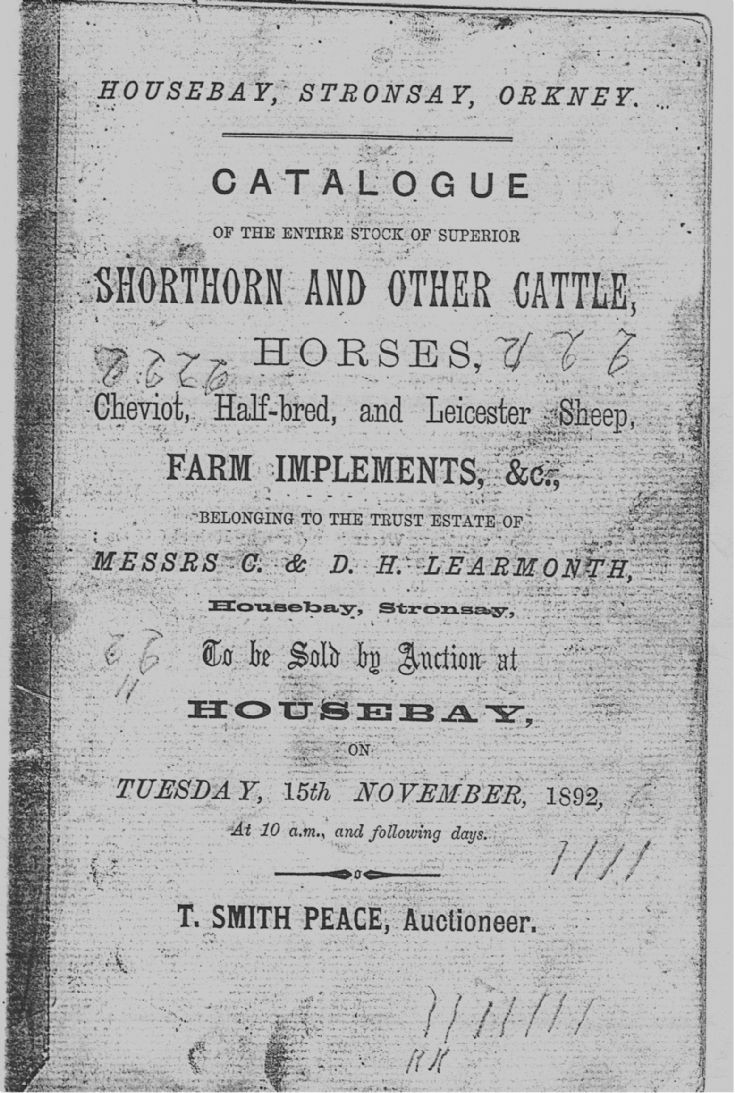 HOUSEBAY, STRONSAY, ORKNEY.
CATALOGUE
OF THE ENTIRE STOCK OF SUPERIOR
SHORTHORN AND OTHER CATTLE,
HORSES,
Cheviot, Half-bred, and Leicester Sheep,
FARM IMPLEMENTS, &c.,
BELONGING TO THE TRUST ESTATE OF
MESSRS C. & D. H. LEARMONTH,
Housebay, Stronsay,
To be Sold by Auction at
HOUSEBAY,
ON
TUESDAY, 15th NOVEMBER, 1892,
At 10 a.m., and following days.
T. SMITH PEACE, Auctioneer.